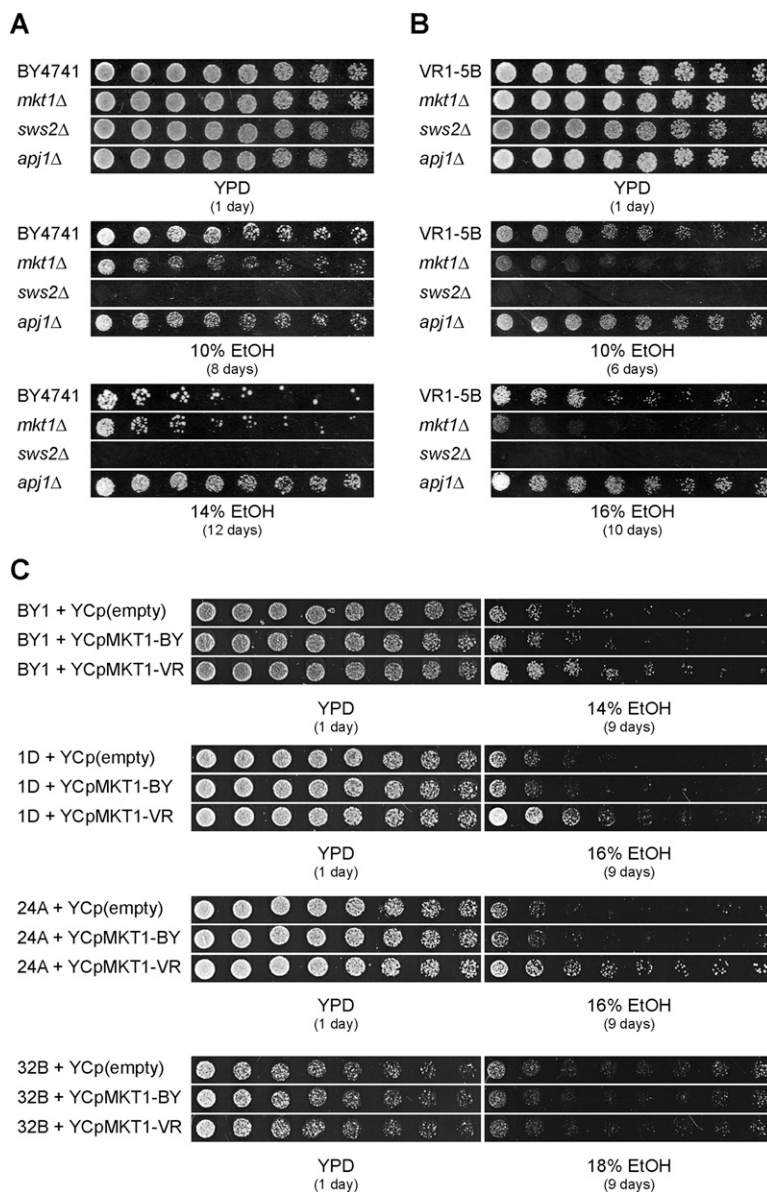 A
BY4741
mkt1Δ
sws2Δ
apj1Δ
YPD
(1 day)
BY4741
mkt1Δ
sws2Δ
apj1Δ
10% EtOH
(8 days)
BY4741
mkt1Δ
sws2Δ
apj1Δ
14% EtOH
(12 days)
B
VR1-5B
mkt1Δ
sws2Δ
apj1Δ
YPD
(1 day)
VR1-5B
mkt1Δ
sws2Δ
apj1Δ
10% EtOH
(6 days)
VR1-5B
mkt1Δ
sws2Δ
apj1Δ
16% EtOH
(10 days)
C
BY1 + YCp(empty)
BY1 + YCpMKT1-BY
BY1 + YCpMKT1-VR
YPD
(1 day)
14% EtOH
(9 days)
1D + YCp(empty)
1D + YCpMKT1-BY
1D + YCpMKT1-VR
YPD
(1 day)
16% EtOH
(9 days)
24A + YCp(empty)
24A + YCpMKT1-BY
24A + YCpMKT1-VR
YPD
(1 day)
16% EtOH
(9 days)
32B + YCp(empty)
32B + YCpMKT1-BY
32B + YCpMKT1-VR
YPD
(1 day)
18% EtOH
(9 days)